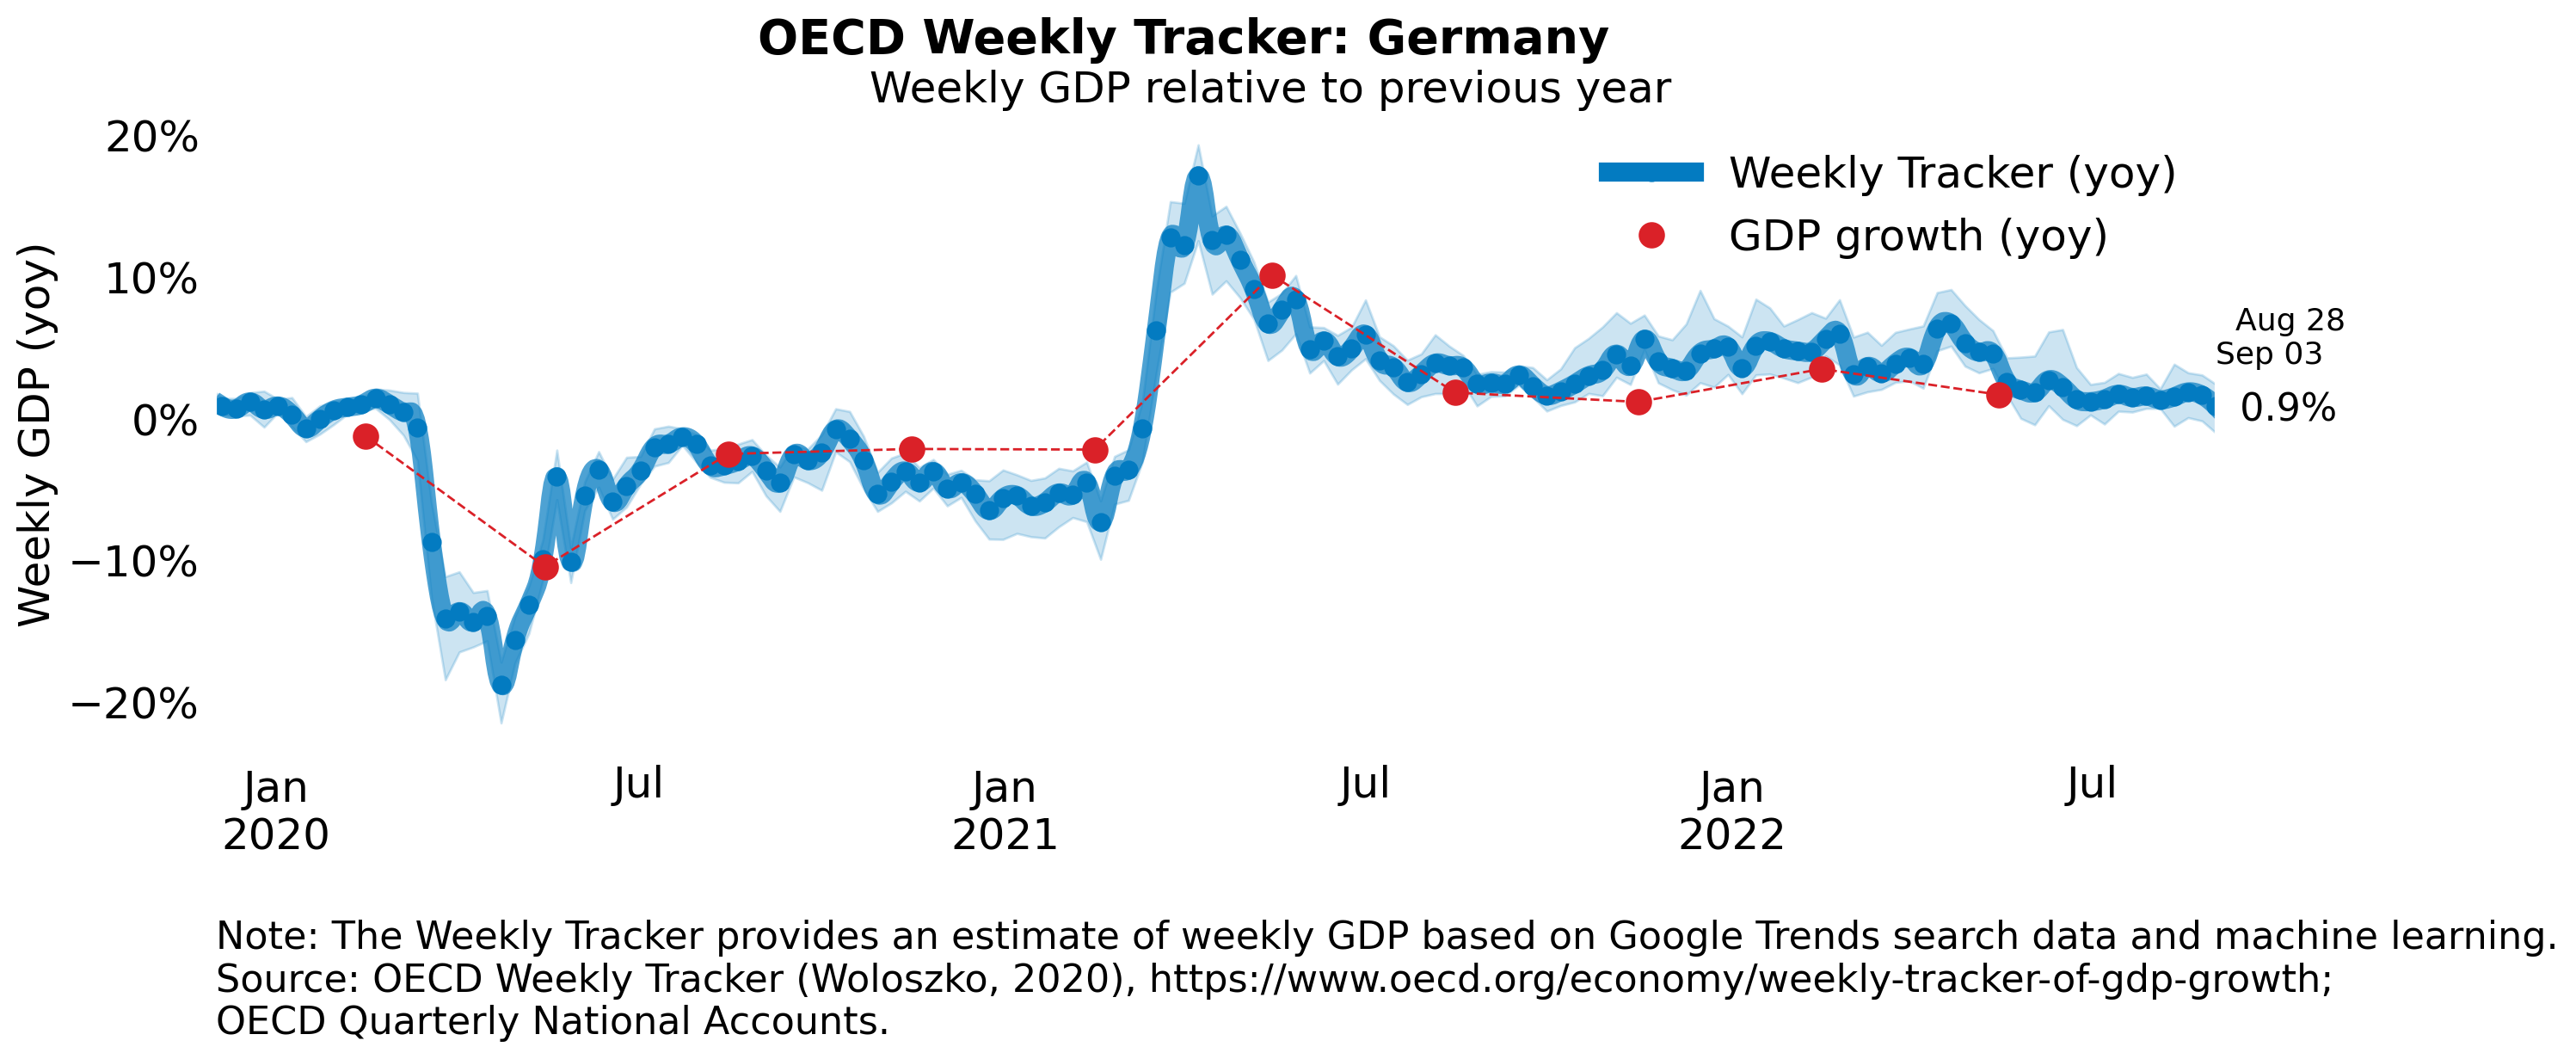 OECD Weekly Tracker: Germany
Weekly GDP relative to previous year
Weekly GDP (yoy)
20%
10%
0%
−10%
−20%
Weekly Tracker (yoy)
GDP growth (yoy)
Aug 28
Sep 03
0.9%
Jan
2020
Jul
Jan
2021
Jul
Jan
2022
Jul
Note: The Weekly Tracker provides an estimate of weekly GDP based on Google Trends search data and machine learning.
Source: OECD Weekly Tracker (Woloszko, 2020), https://www.oecd.org/economy/weekly-tracker-of-gdp-growth;
OECD Quarterly National Accounts.